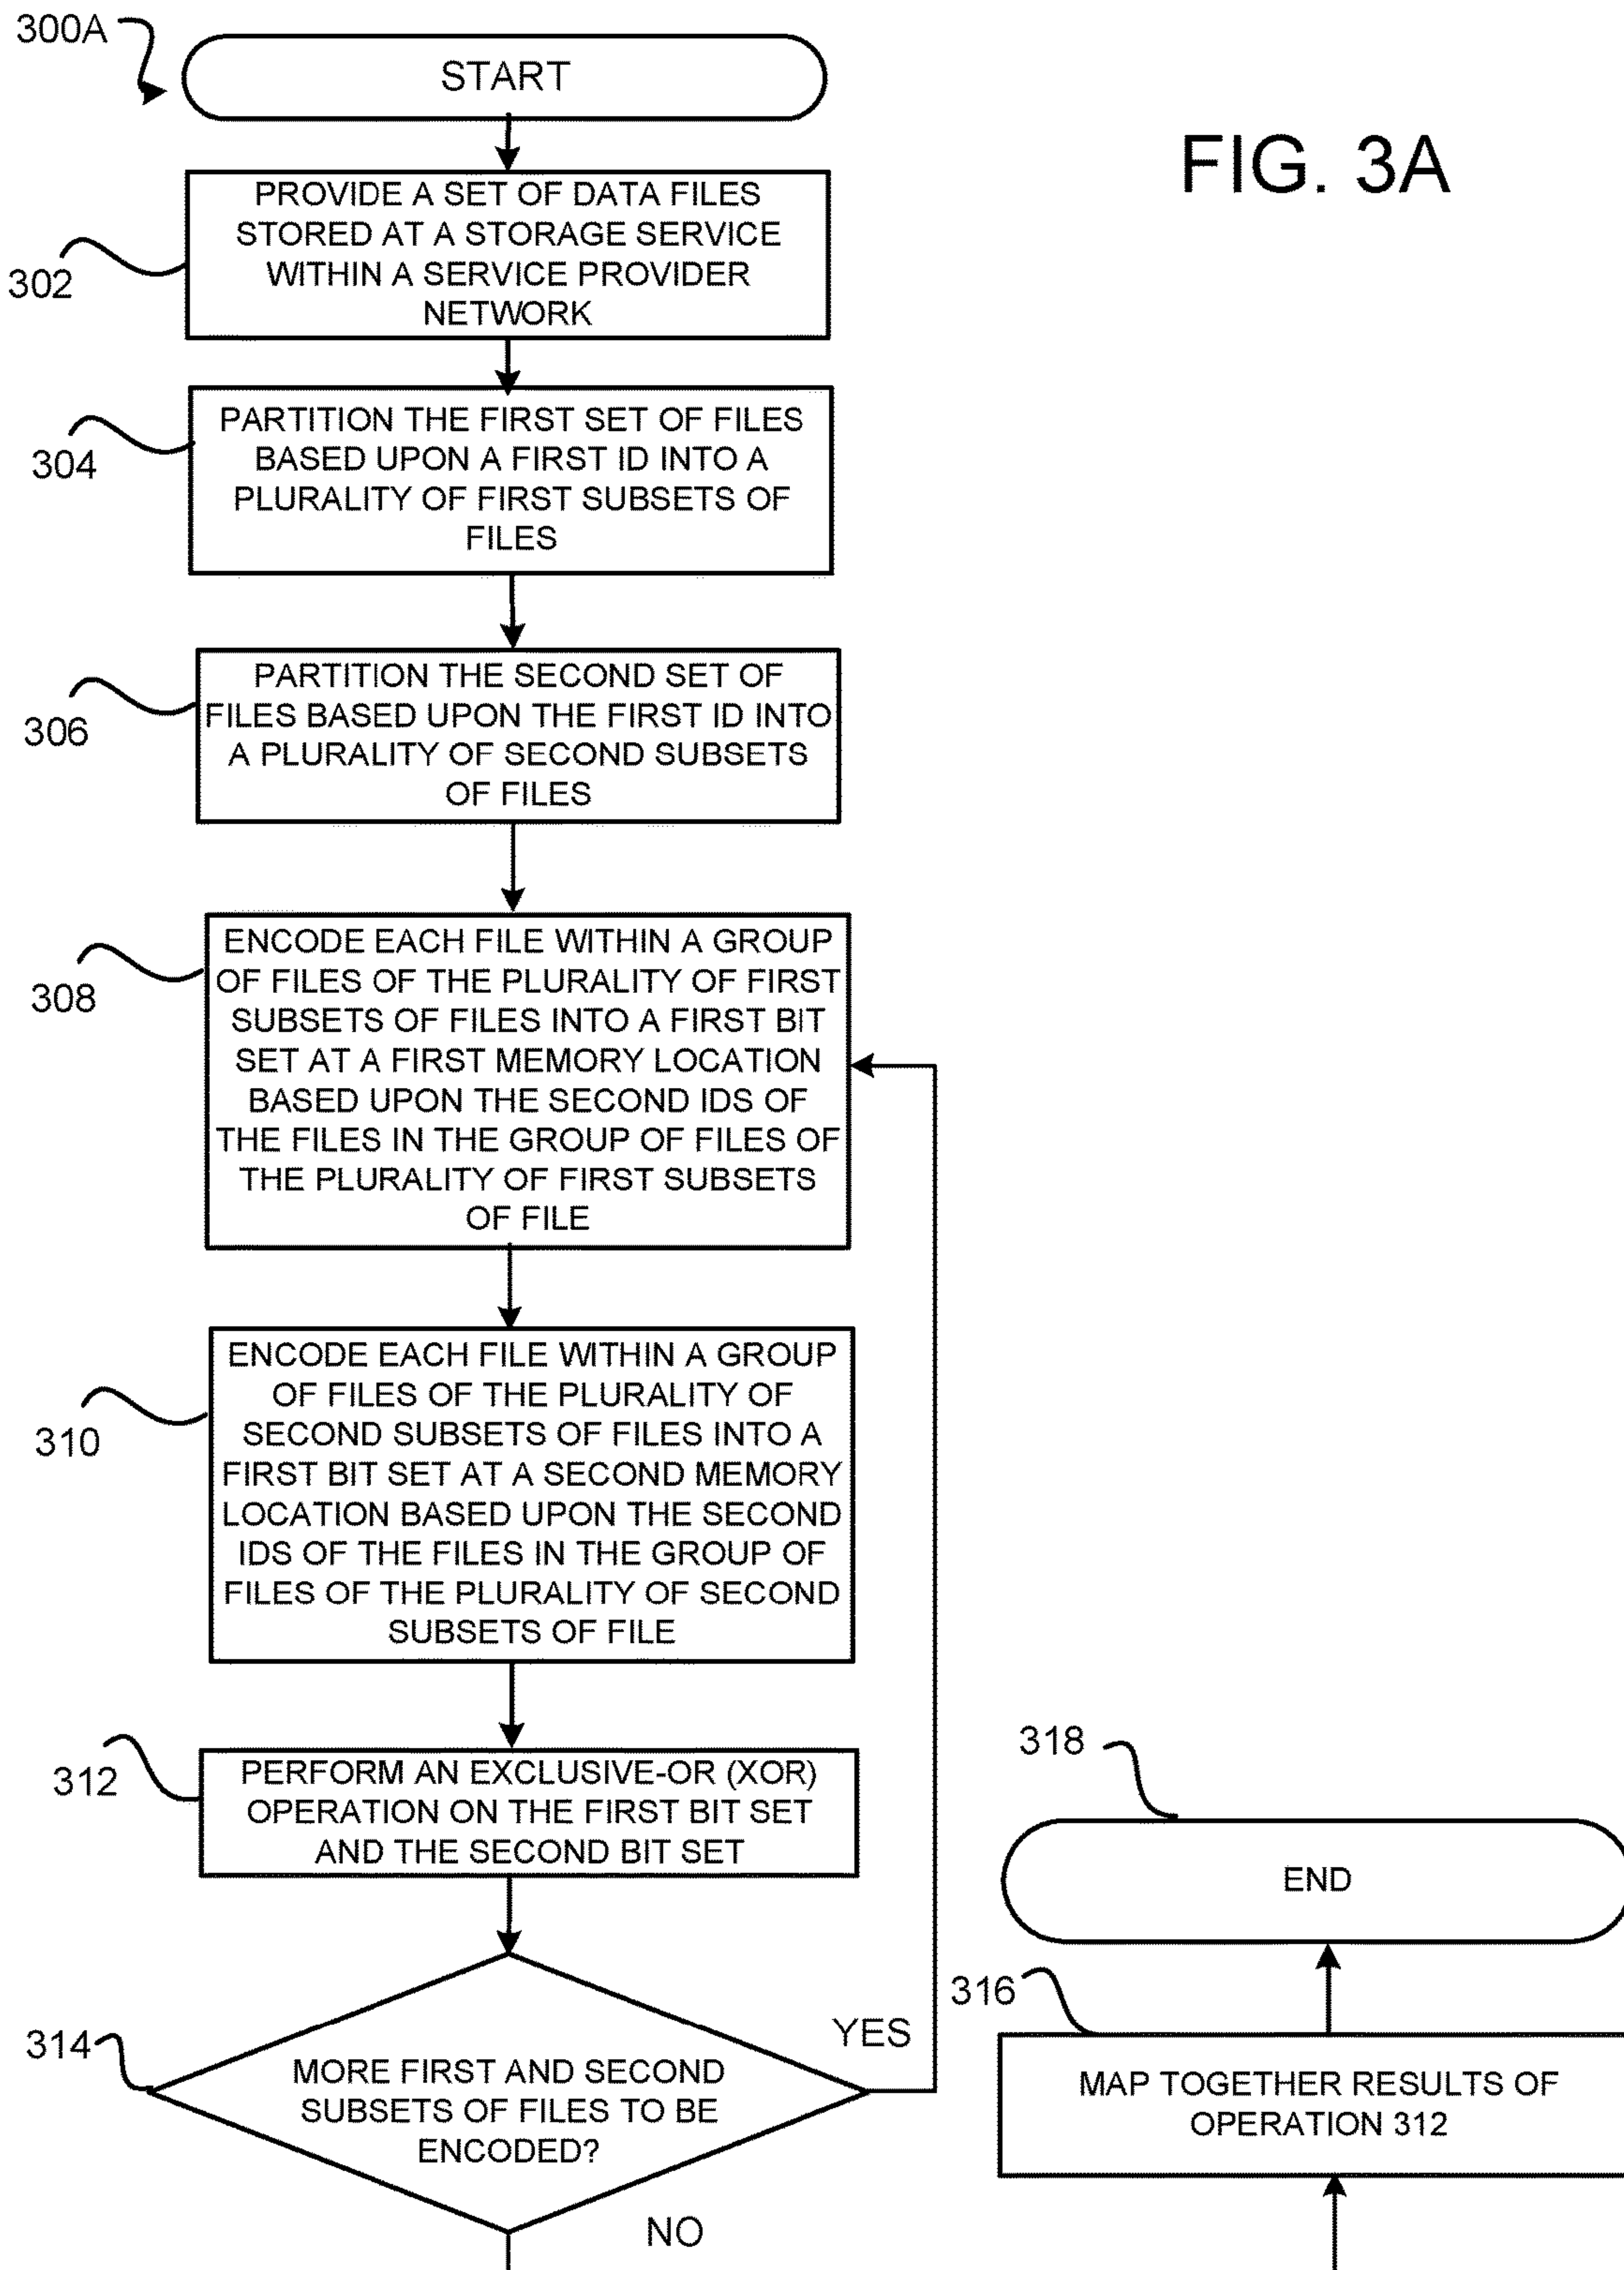 300A
START
FIG. 3A
PROVIDE A SET OF DATA FILES
STORED AT A STORAGE SERVICE
WITHIN A SERVICE PROVIDER
NETWORK
302
PARTITION THE FIRST SET OF FILES
BASED UPON A FIRST ID INTO A
PLURALITY OF FIRST SUBSETS OF
FILES
304
PARTITION THE SECOND SET OF
FILES BASED UPON THE FIRST ID INTO
A PLURALITY OF SECOND SUBSETS
OF FILES
306
ENCODE EACH FILE WITHIN A GROUP
OF FILES OF THE PLURALITY OF FIRST
SUBSETS OF FILES INTO A FIRST BIT
SET AT A FIRST MEMORY LOCATION
BASED UPON THE SECOND IDS OF
THE FILES IN THE GROUP OF FILES OF
THE PLURALITY OF FIRST SUBSETS
OF FILE
308
ENCODE EACH FILE WITHIN A GROUP
OF FILES OF THE PLURALITY OF
SECOND SUBSETS OF FILES INTO A
FIRST BIT SET AT A SECOND MEMORY
LOCATION BASED UPON THE SECOND
IDS OF THE FILES IN THE GROUP OF
FILES OF THE PLURALITY OF SECOND
SUBSETS OF FILE
310
PERFORM AN EXCLUSIVE-OR (XOR)
OPERATION ON THE FIRST BIT SET
AND THE SECOND BIT SET
312
MORE FIRST AND SECOND
SUBSETS OF FILES TO BE
ENCODED?
314
YES
NO
318
END
316
MAP TOGETHER RESULTS OF
OPERATION 312